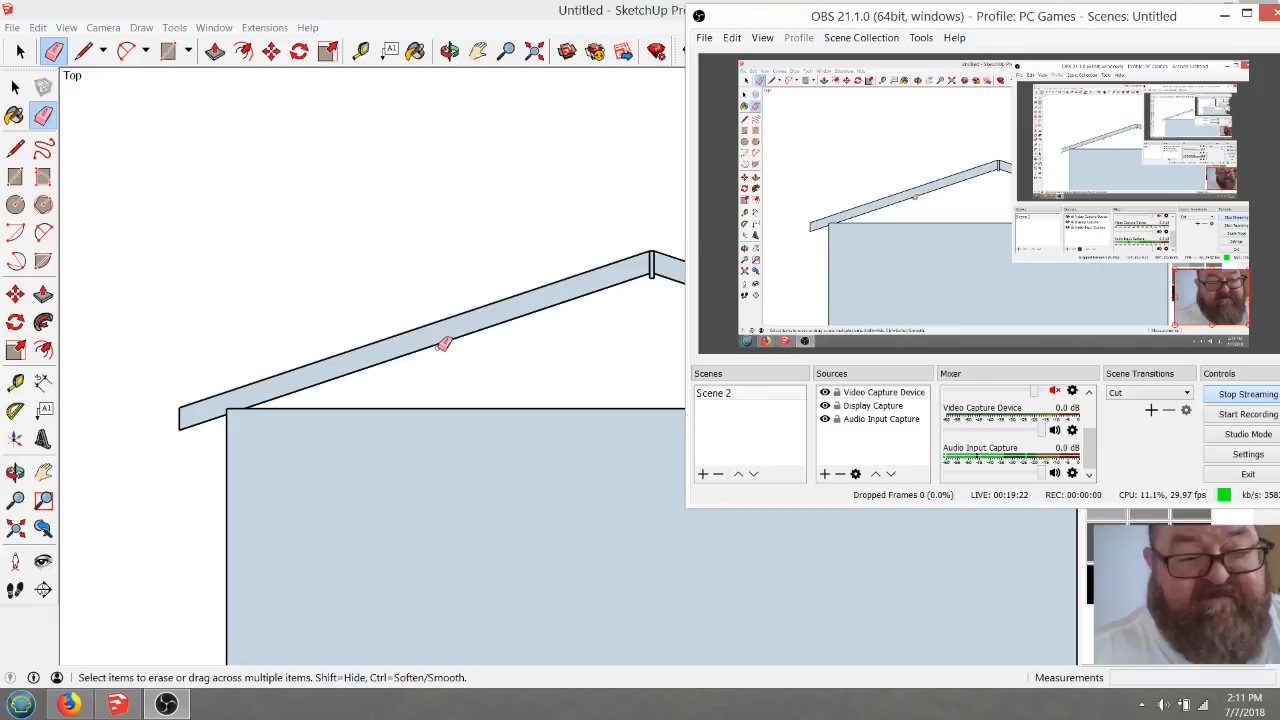 Untitled - SketchUp Pr
File Edit View Camera Draw Tools Window Extensions Help
Top
OBS 21.1.0 (64bit, windows) - Profile: PC Games - Scenes: Untitled
File Edit View Profile Scene Collection Tools Help
Scenes
Scene 2
Sources
Video Capture Device
Display Capture
Audio Input Capture
Mixer
Video Capture Device 0.0 dB
Audio Input Capture 0.0 dB
Scene Transitions
Cut
Controls
Stop Streaming
Start Recording
Studio Mode
Settings
Exit
Dropped Frames 0 (0.0%) LIVE: 00:19:22 REC: 00:00:00 CPU: 11.1%, 29.97 fps kb/s: 358
Select items to erase or drag across multiple items. Shift=Hide, Ctrl=Soften/Smooth.
Measurements
2:11 PM
7/7/2018